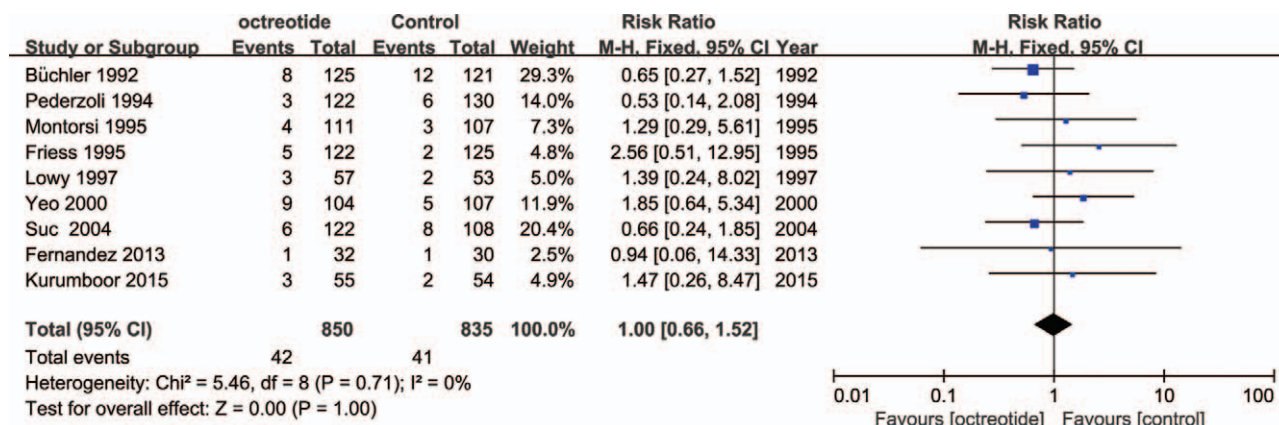 octreotide Control Risk Ratio Risk Ratio
Study or Subgroup Events Total Events Total Weight M-H. Fixed. 95% CI Year M-H. Fixed. 95% CI
Büchler 1992 8 125 12 121 29.3% 0.65 [0.27, 1.52] 1992
Pederzoli 1994 3 122 6 130 14.0% 0.53 [0.14, 2.08] 1994
Montorsi 1995 4 111 3 107 7.3% 1.29 [0.29, 5.61] 1995
Friess 1995 5 122 2 125 4.8% 2.56 [0.51, 12.95] 1995
Lowy 1997 3 57 2 53 5.0% 1.39 [0.24, 8.02] 1997
Yeo 2000 9 104 5 107 11.9% 1.85 [0.64, 5.34] 2000
Suc 2004 6 122 8 108 20.4% 0.66 [0.24, 1.85] 2004
Fernandez 2013 1 32 1 30 2.5% 0.94 [0.06, 14.33] 2013
Kurumboor 2015 3 55 2 54 4.9% 1.47 [0.26, 8.47] 2015
Total (95% CI) 850 835 100.0% 1.00 [0.66, 1.52]
Total events 42 41
Heterogeneity: Chi² = 5.46, df = 8 (P = 0.71); I² = 0%
Test for overall effect: Z = 0.00 (P = 1.00)
0.01 0.1 1 10 100
Favours [octreotide] Favours [control]